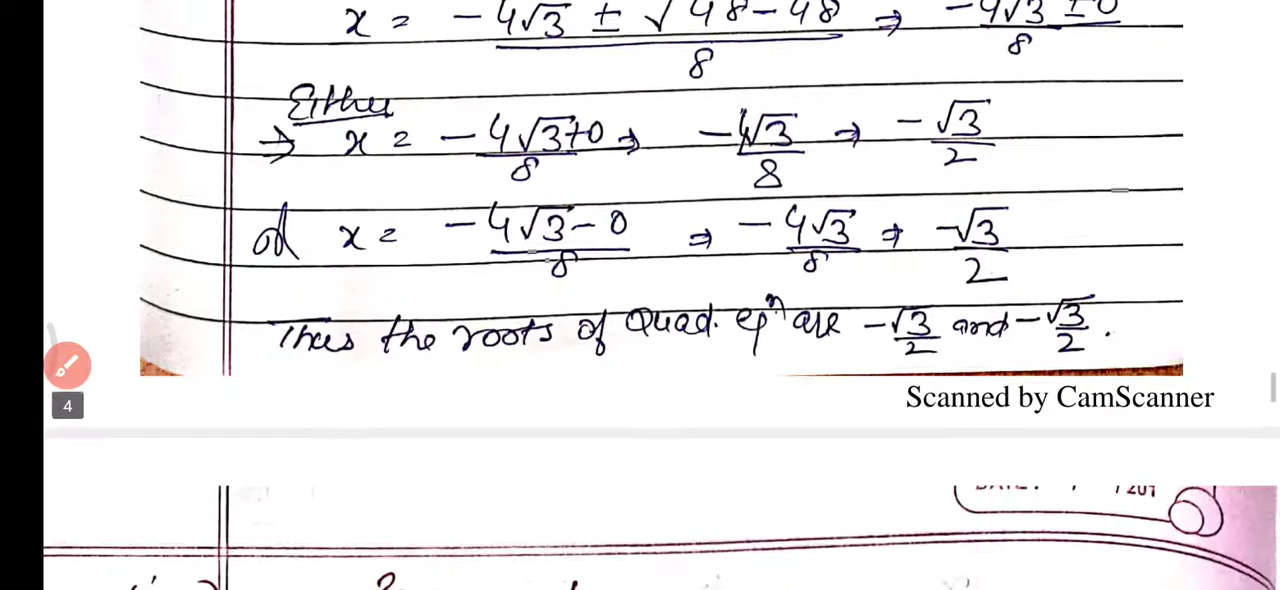 x = -4√3 ± √48-48 / 8 ⇒ -4√3 ±0 / 8
Either
⇒ x = -4√3+0 / 8 ⇒ -4√3 / 8 ⇒ -√3 / 2
or x = -4√3-0 / 8 ⇒ -4√3 / 8 ⇒ -√3 / 2
Thus the roots of Quad. eqⁿ are -√3/2 and -√3/2.
4
Scanned by CamScanner
/ 201